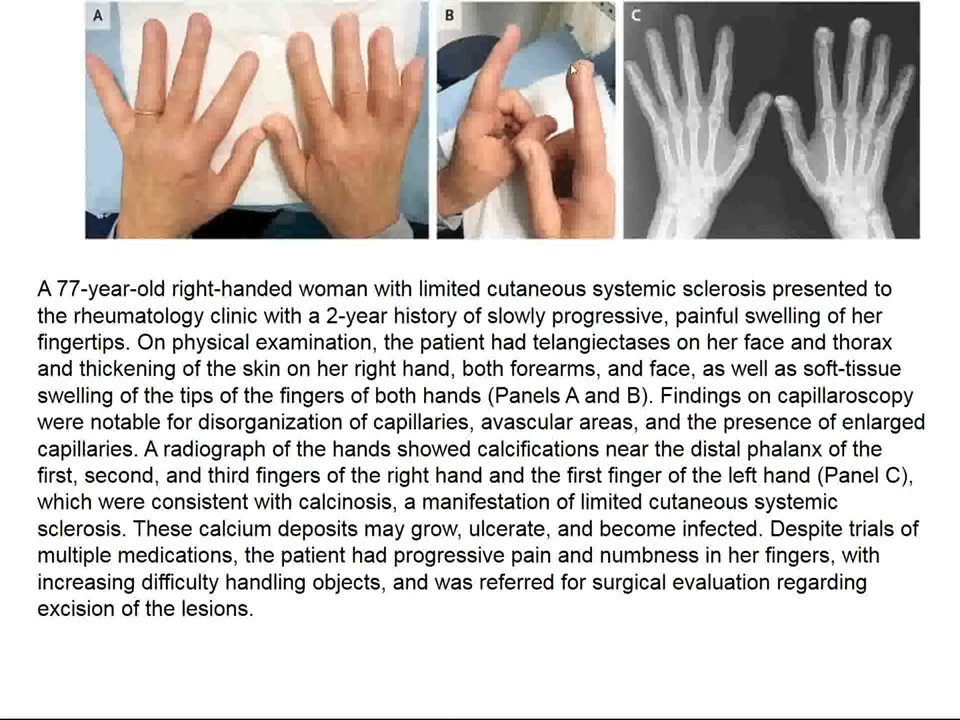 A B C
A 77-year-old right-handed woman with limited cutaneous systemic sclerosis presented to
the rheumatology clinic with a 2-year history of slowly progressive, painful swelling of her
fingertips. On physical examination, the patient had telangiectases on her face and thorax
and thickening of the skin on her right hand, both forearms, and face, as well as soft-tissue
swelling of the tips of the fingers of both hands (Panels A and B). Findings on capillaroscopy
were notable for disorganization of capillaries, avascular areas, and the presence of enlarged
capillaries. A radiograph of the hands showed calcifications near the distal phalanx of the
first, second, and third fingers of the right hand and the first finger of the left hand (Panel C),
which were consistent with calcinosis, a manifestation of limited cutaneous systemic
sclerosis. These calcium deposits may grow, ulcerate, and become infected. Despite trials of
multiple medications, the patient had progressive pain and numbness in her fingers, with
increasing difficulty handling objects, and was referred for surgical evaluation regarding
excision of the lesions.